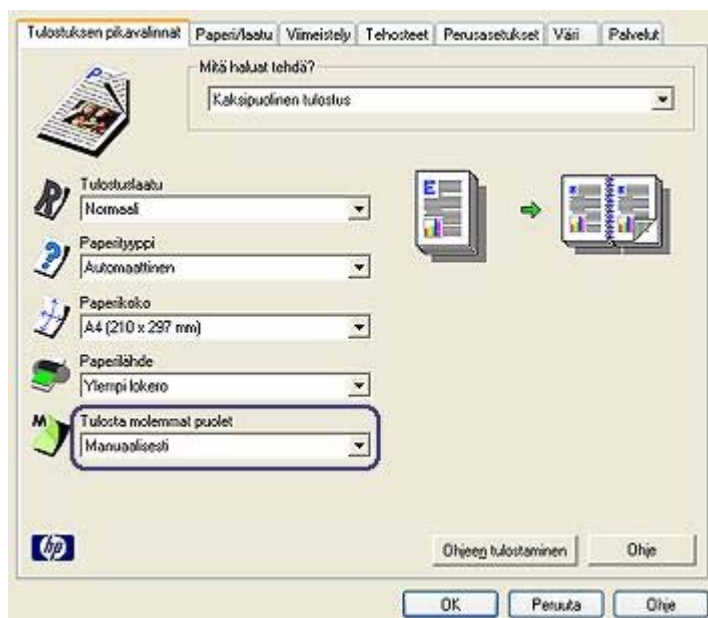 Tulostuksen pikavalinnat Paperi/laatu Viimeistely Tehosteet Perusasetukset Väri Palvelut
Mitä haluat tehdä?
Kaksipuolinen tulostus
Tulostuslaatu
Normaali
Paperityyppi
Automaattinen
Paperikoko
A4 (210 x 297 mm)
Paperilähde
Ylempi lokero
Tulosta molemmat puolet
Manuaalisesti
hp
Ohjeen tulostaminen Ohje
OK Peruuta Ohje